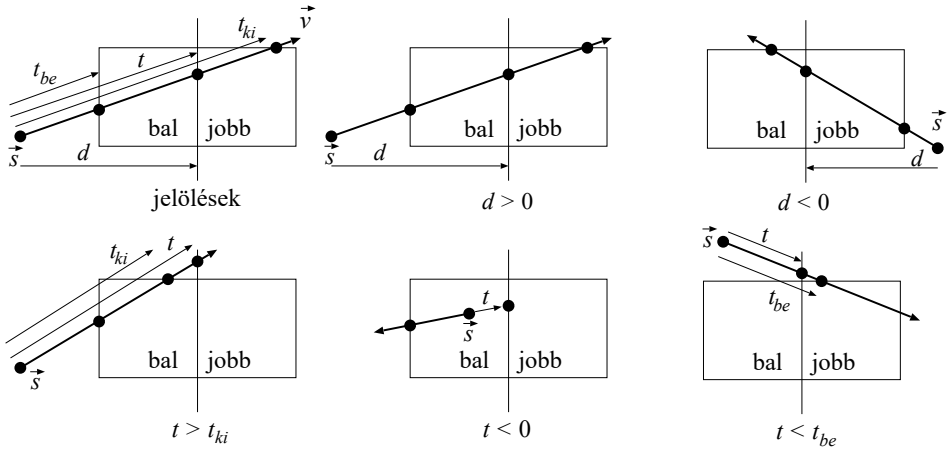 t_be t t_ki v⃗
bal jobb
s⃗ d
jelölések
bal jobb
s⃗ d
d > 0
bal jobb
s⃗
d
d < 0
t_ki t
bal jobb
s⃗
t > t_ki
t
s⃗
bal jobb
t < 0
s⃗ t
t_be
bal jobb
t < t_be